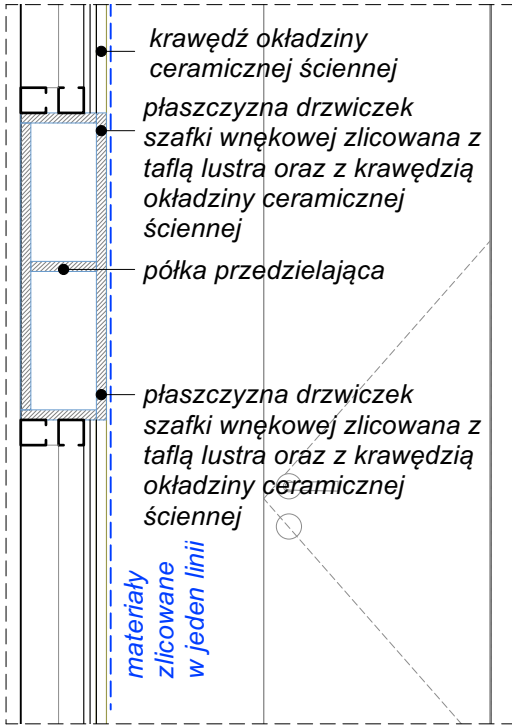 krawędź okładziny
ceramicznej ściennej
płaszczyzna drzwiczek
szafki wnękowej zlicowana z
taflą lustra oraz z krawędzią
okładziny ceramicznej
ściennej
półka przedzielająca
płaszczyzna drzwiczek
szafki wnękowej zlicowana z
taflą lustra oraz z krawędzią
okładziny ceramicznej
ściennej
materiały
zlicowane
w jeden linii